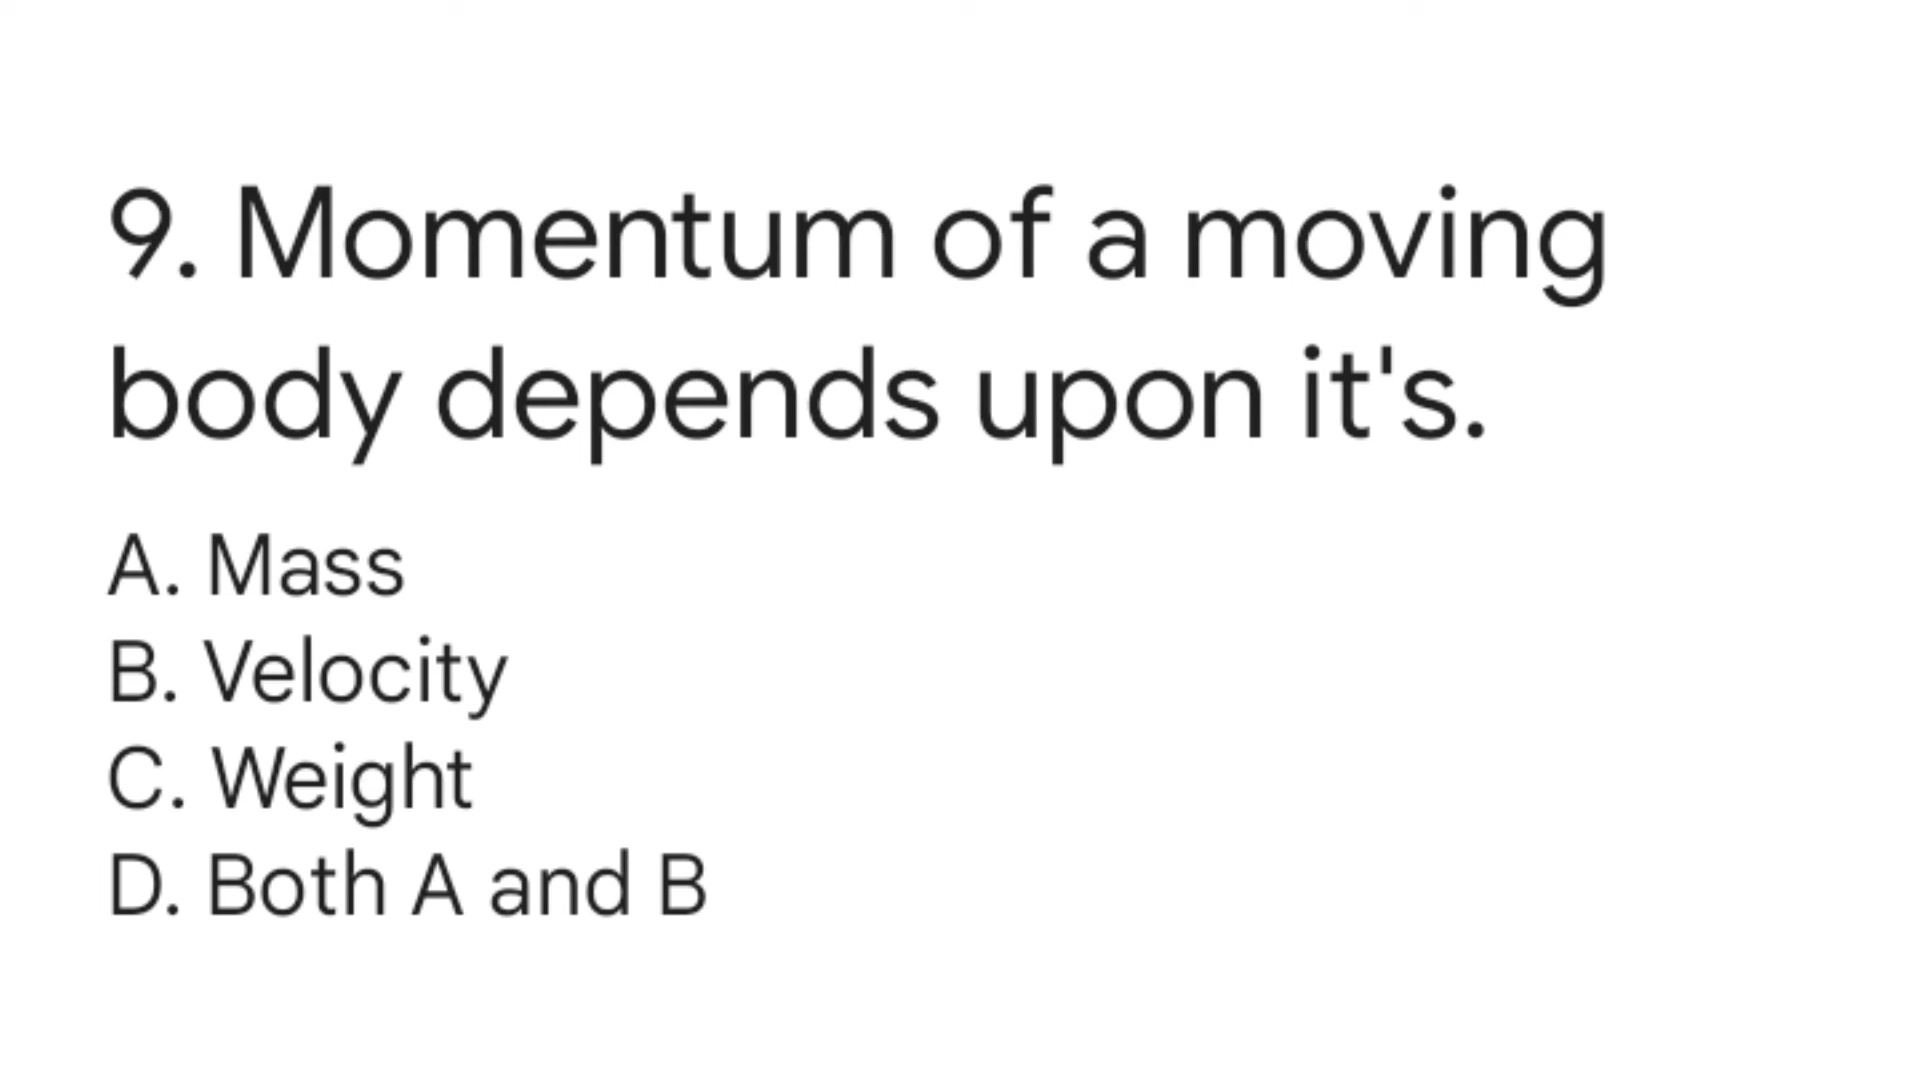 9. Momentum of a moving
body depends upon it's.
A. Mass
B. Velocity
C. Weight
D. Both A and B